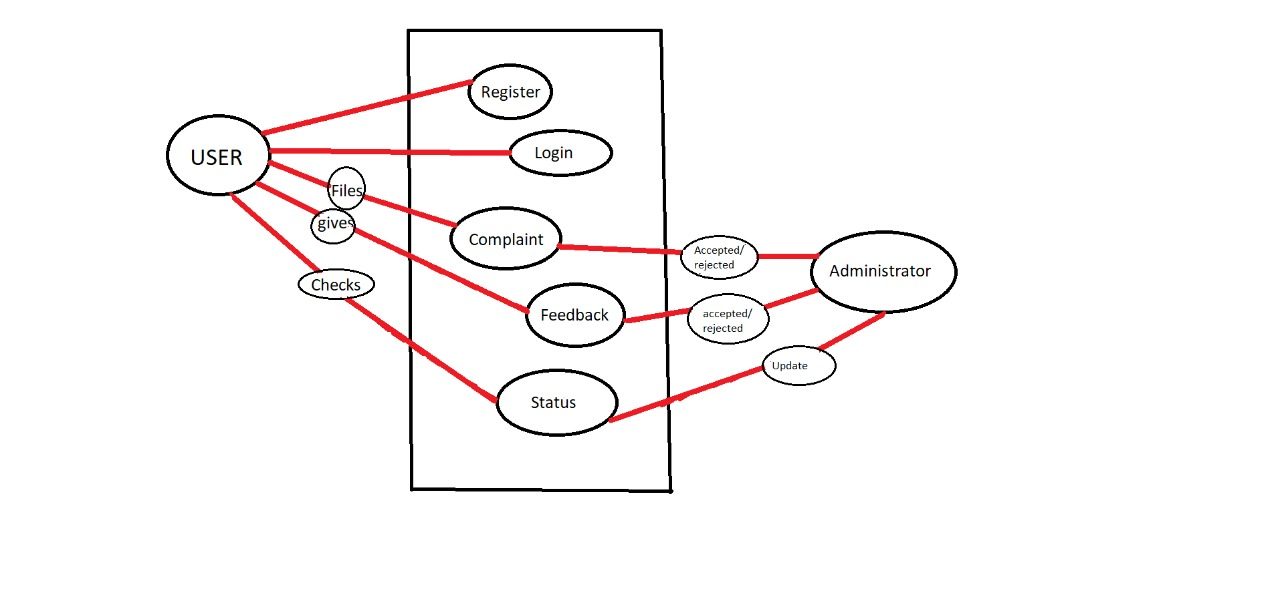 Register
Login
USER
Files
gives
Complaint
Accepted/
rejected
Administrator
Checks
Feedback
accepted/
rejected
Update
Status